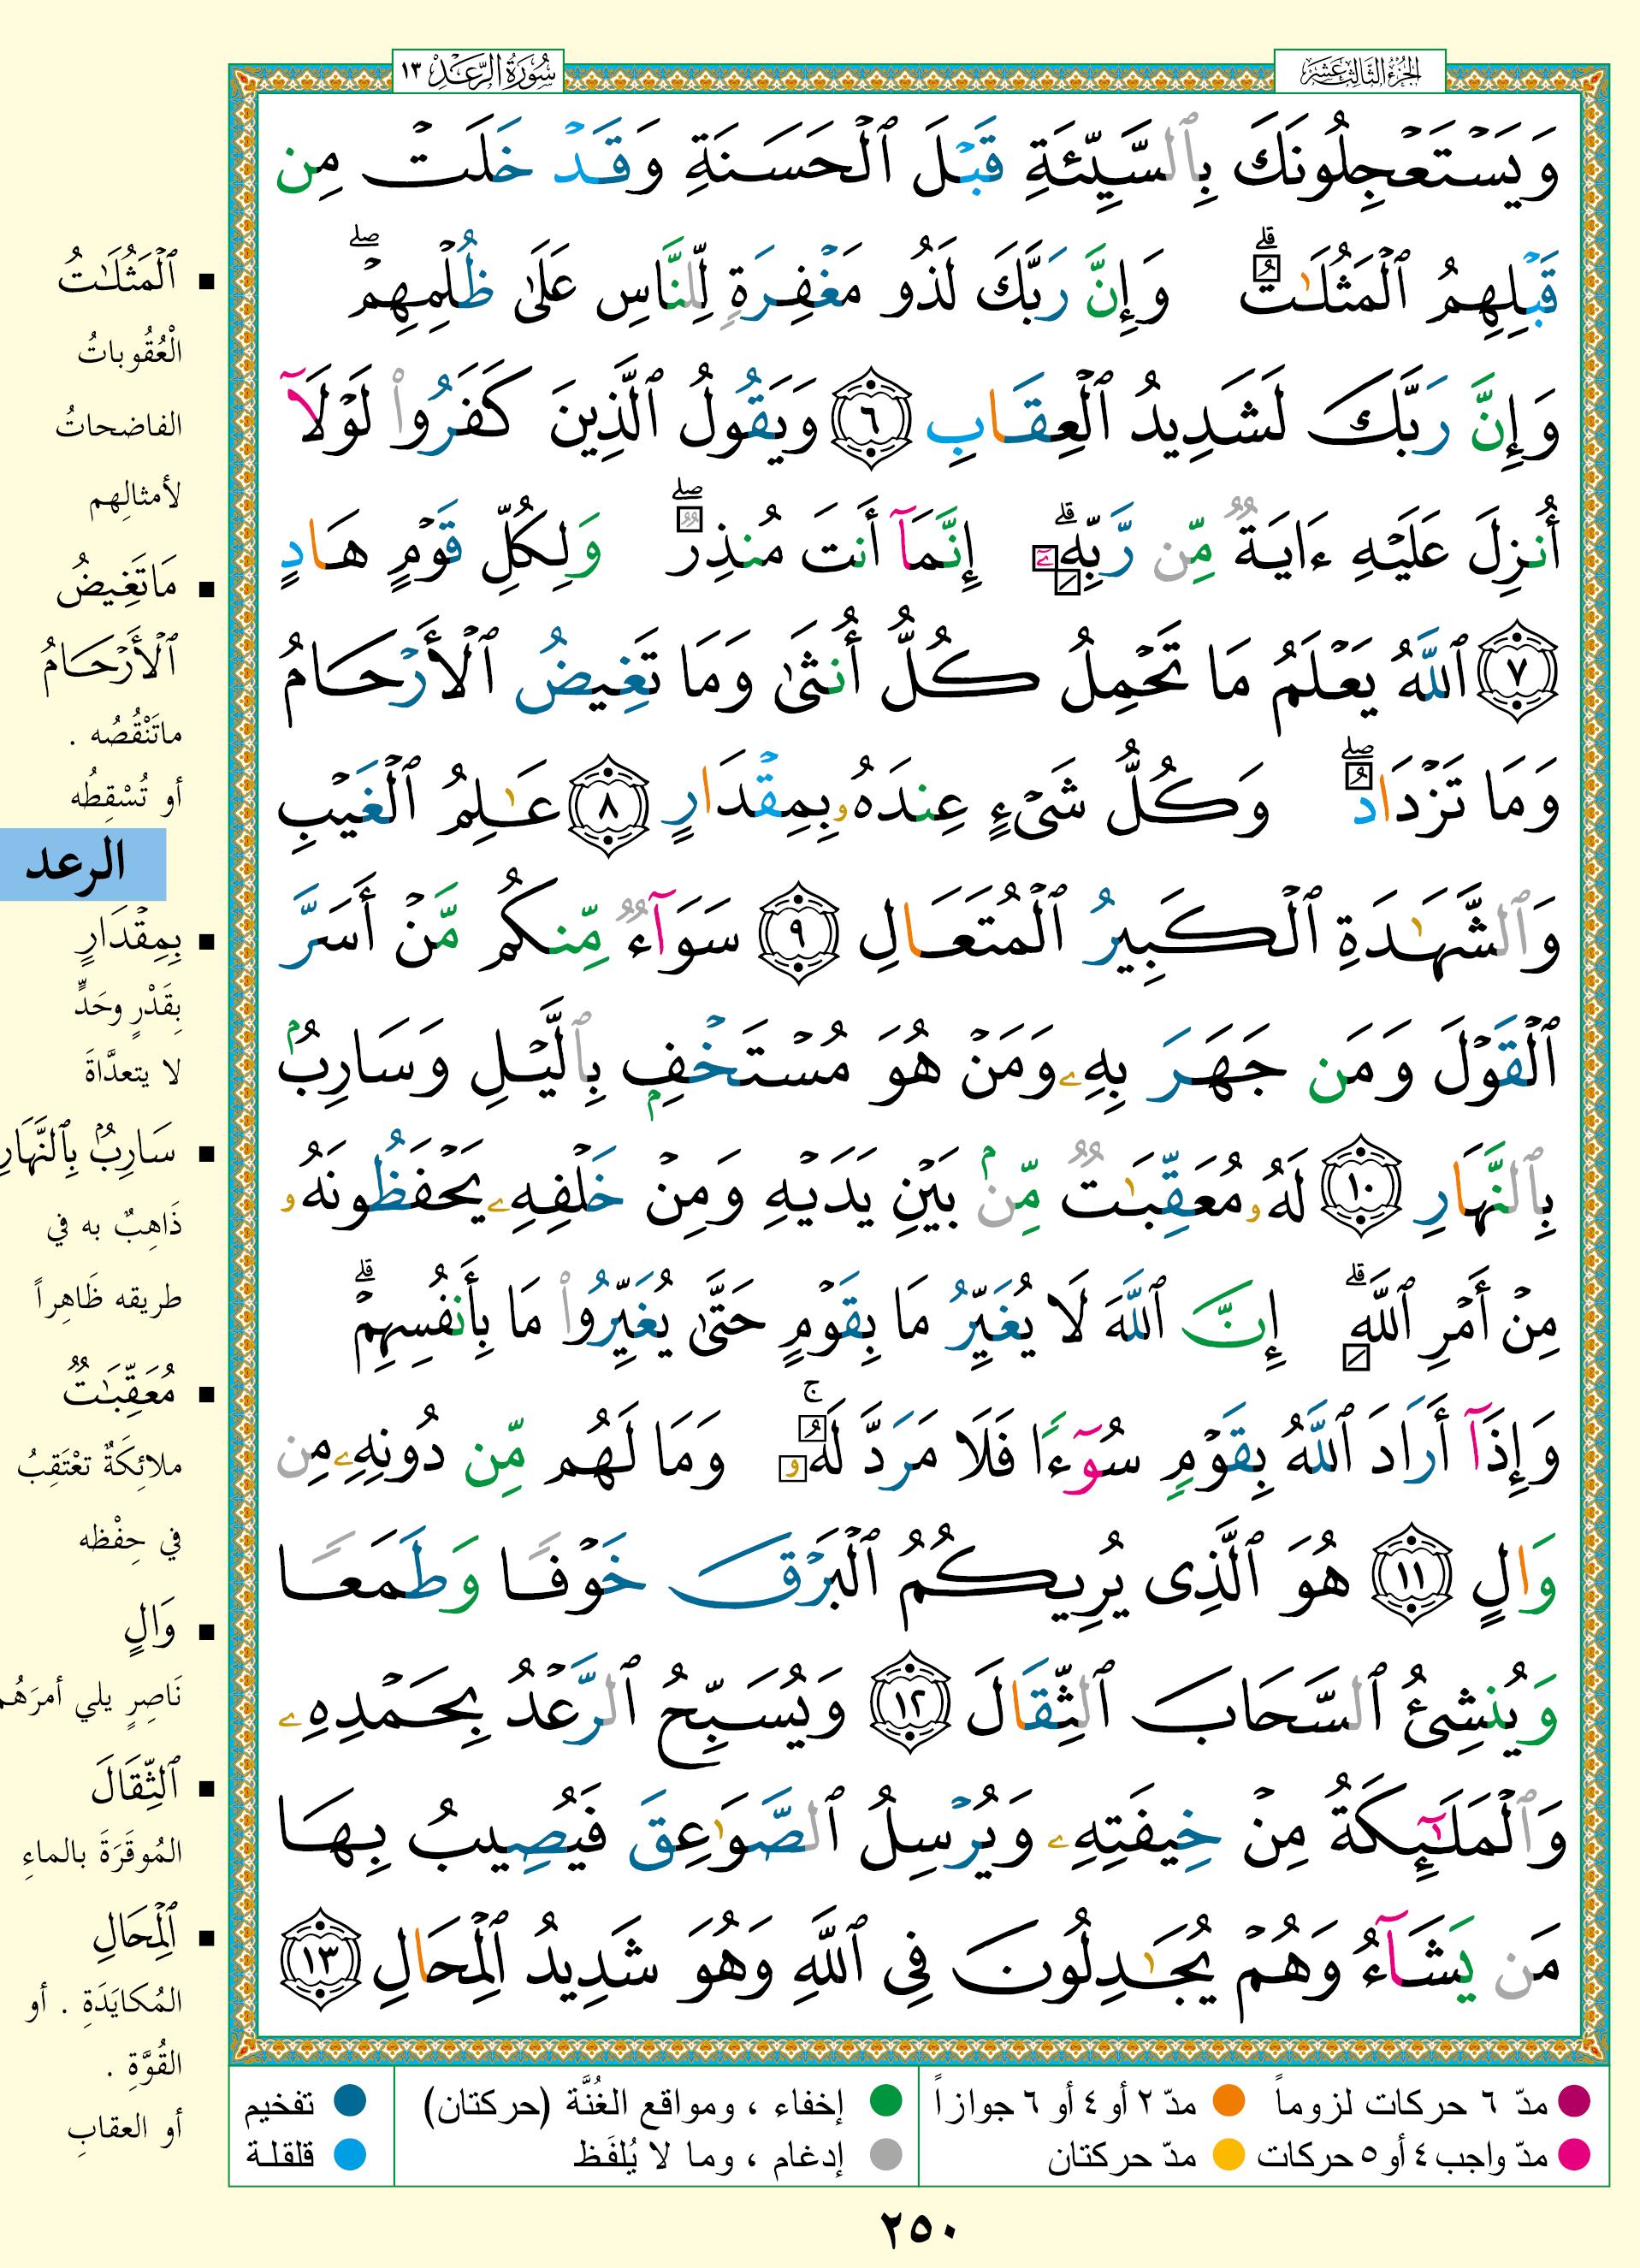 الجزء الثالث عشر
سُورَةُ الرَّعْدِ ١٣
وَيَسْتَعْجِلُونَكَ بِٱلسَّيِّئَةِ قَبْلَ ٱلْحَسَنَةِ وَقَدْ خَلَتْ مِن
قَبْلِهِمُ ٱلْمَثُلَـٰتُۗ وَإِنَّ رَبَّكَ لَذُو مَغْفِرَةٍ لِّلنَّاسِ عَلَىٰ ظُلْمِهِمْۖ
وَإِنَّ رَبَّكَ لَشَدِيدُ ٱلْعِقَابِ ٦ وَيَقُولُ ٱلَّذِينَ كَفَرُوا۟ لَوْلَآ
أُنزِلَ عَلَيْهِ ءَايَةٌ مِّن رَّبِّهِۦٓۗ إِنَّمَآ أَنتَ مُنذِرٌۖ وَلِكُلِّ قَوْمٍ هَادٍ
٧ ٱللَّهُ يَعْلَمُ مَا تَحْمِلُ كُلُّ أُنثَىٰ وَمَا تَغِيضُ ٱلْأَرْحَامُ
وَمَا تَزْدَادُۖ وَكُلُّ شَىْءٍ عِندَهُۥ بِمِقْدَارٍ ٨ عَـٰلِمُ ٱلْغَيْبِ
وَٱلشَّهَـٰدَةِ ٱلْكَبِيرُ ٱلْمُتَعَالِ ٩ سَوَآءٌ مِّنكُم مَّنْ أَسَرَّ
ٱلْقَوْلَ وَمَن جَهَرَ بِهِۦ وَمَنْ هُوَ مُسْتَخْفٍۭ بِٱلَّيْلِ وَسَارِبٌۢ
بِٱلنَّهَارِ ١٠ لَهُۥ مُعَقِّبَـٰتٌ مِّنۢ بَيْنِ يَدَيْهِ وَمِنْ خَلْفِهِۦ يَحْفَظُونَهُۥ
مِنْ أَمْرِ ٱللَّهِۗ إِنَّ ٱللَّهَ لَا يُغَيِّرُ مَا بِقَوْمٍ حَتَّىٰ يُغَيِّرُوا۟ مَا بِأَنفُسِهِمْۗ
وَإِذَآ أَرَادَ ٱللَّهُ بِقَوْمٍ سُوٓءًا فَلَا مَرَدَّ لَهُۥۚ وَمَا لَهُم مِّن دُونِهِۦ مِن
وَالٍ ١١ هُوَ ٱلَّذِى يُرِيكُمُ ٱلْبَرْقَ خَوْفًا وَطَمَعًا
وَيُنشِئُ ٱلسَّحَابَ ٱلثِّقَالَ ١٢ وَيُسَبِّحُ ٱلرَّعْدُ بِحَمْدِهِۦ
وَٱلْمَلَـٰٓئِكَةُ مِنْ خِيفَتِهِۦ وَيُرْسِلُ ٱلصَّوَٰعِقَ فَيُصِيبُ بِهَا
مَن يَشَآءُ وَهُمْ يُجَـٰدِلُونَ فِى ٱللَّهِ وَهُوَ شَدِيدُ ٱلْمِحَالِ ١٣
ٱلْمَثُلَـٰتُ
الْعُقُوباتُ
الفاضحاتُ
لأمثالِهم
مَاتَغِيضُ
ٱلْأَرْحَامُ
ماتَنْقُصُه .
أو تُسْقِطُه
الرعد
بِمِقْدَارٍ
بِقَدْرٍ وحَدٍّ
لا يتعدَّاهَ
سَارِبٌۢ بِٱلنَّهَارِ
ذَاهِبٌ به في
طريقه ظَاهِراً
مُعَقِّبَـٰتٌ
ملائِكَةٌ تعْتَقِبُ
في حِفْظه
وَالٍ
نَاصِرٍ يلي أمرَهُم
ٱلثِّقَالَ
المُوقَرَةَ بالماءِ
ٱلْمِحَالِ
المُكايَدَةِ . أو
القُوَّةِ .
أو العقابِ
مدّ ٦ حركات لزوماً مدّ ٢ أو ٤ أو ٦ جوازاً إخفاء ، ومواقع الغُنَّة (حركتان) تفخيم
مدّ واجب ٤ أو ٥ حركات مدّ حركتان إدغام ، وما لا يُلفَظ قلقلة
٢٥٠